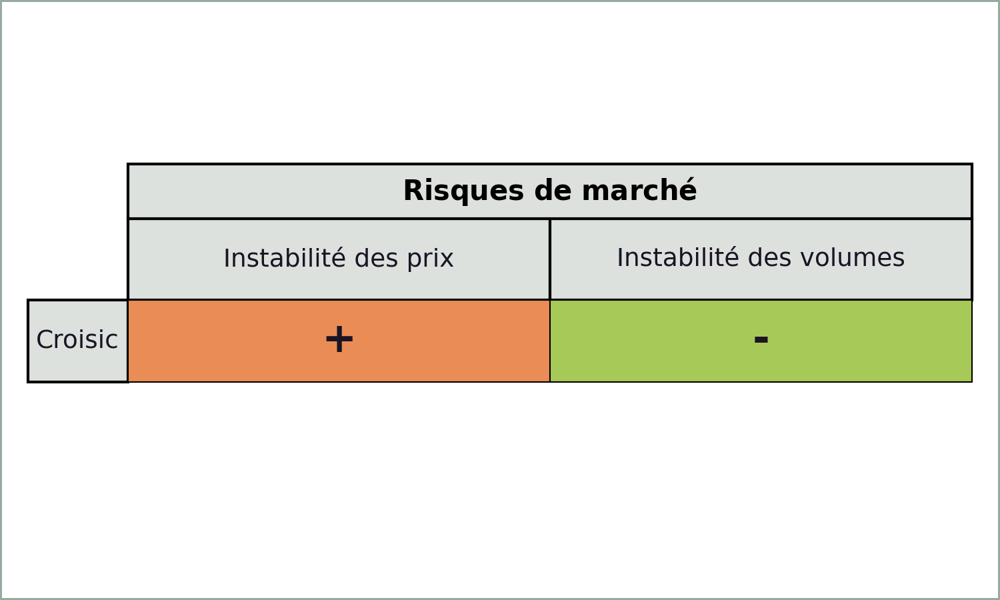 Risques de marché
Instabilité des prix
Instabilité des volumes
Croisic
+
-